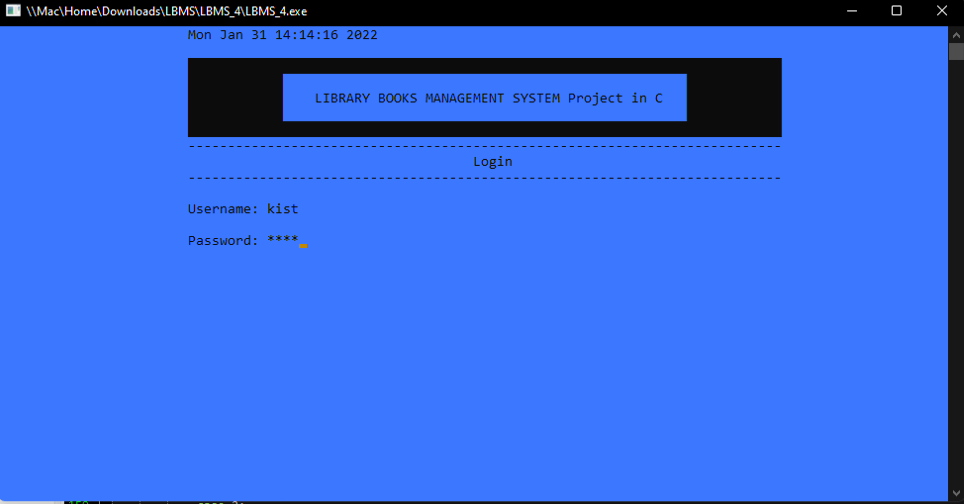 \\Mac\Home\Downloads\LBMS\LBMS_4\LBMS_4.exe
Mon Jan 31 14:14:16 2022
LIBRARY BOOKS MANAGEMENT SYSTEM Project in C
---------------------------------------------------------------------------
Login
---------------------------------------------------------------------------
Username: kist
Password: ****